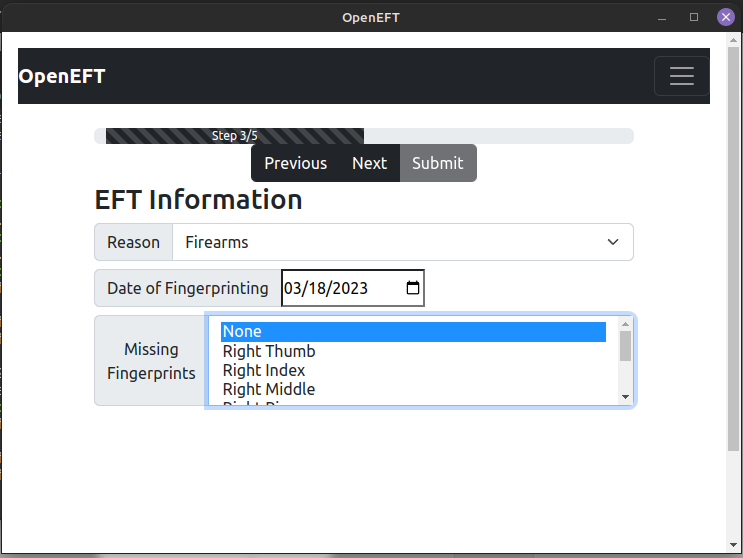 OpenEFT
OpenEFT
Step 3/5
Previous Next Submit
EFT Information
Reason Firearms
Date of Fingerprinting 03/18/2023
Missing Fingerprints
None
Right Thumb
Right Index
Right Middle